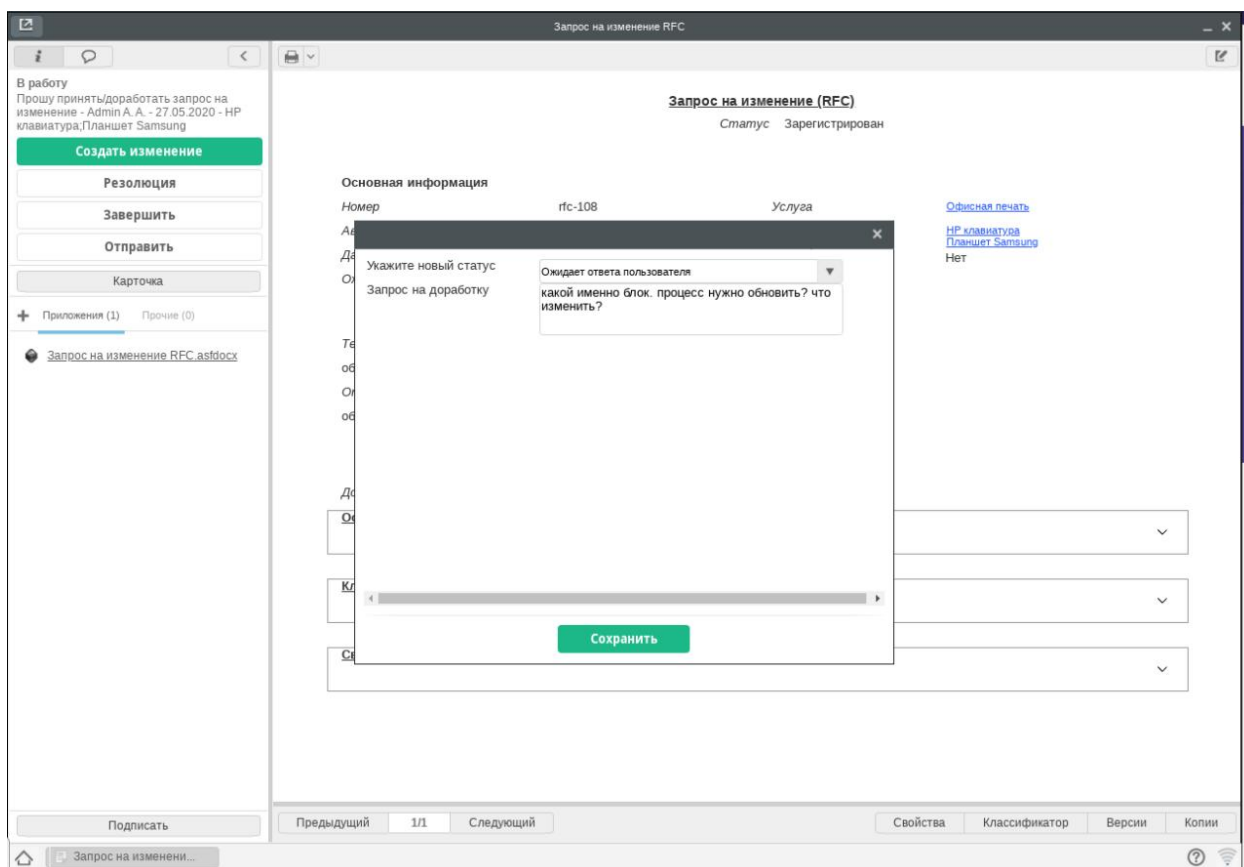 Запрос на изменение RFC
В работу
Прошу принять/доработать запрос на
изменение - Admin A. A. - 27.05.2020 - HP
клавиатура;Планшет Samsung
Создать изменение
Резолюция
Завершить
Отправить
Карточка
Приложения (1) Прочие (0)
Запрос на изменение RFC.asfdocx
Подписать
Запрос на изменение (RFC)
Статус Зарегистрирован
Основная информация
Номер rfc-108 Услуга Офисная печать
HP клавиатура
Планшет Samsung
Нет
Укажите новый статус Ожидает ответа пользователя
Запрос на доработку какой именно блок. процесс нужно обновить? что
изменить?
Сохранить
Предыдущий 1/1 Следующий Свойства Классификатор Версии Копии
Запрос на изменени...